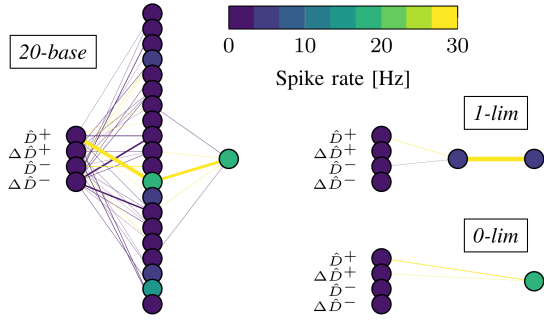 20-base
0 10 20 30
Spike rate [Hz]
D̂⁺
ΔD̂⁺
D̂⁻
ΔD̂⁻
1-lim
D̂⁺
ΔD̂⁺
D̂⁻
ΔD̂⁻
0-lim
D̂⁺
ΔD̂⁺
D̂⁻
ΔD̂⁻